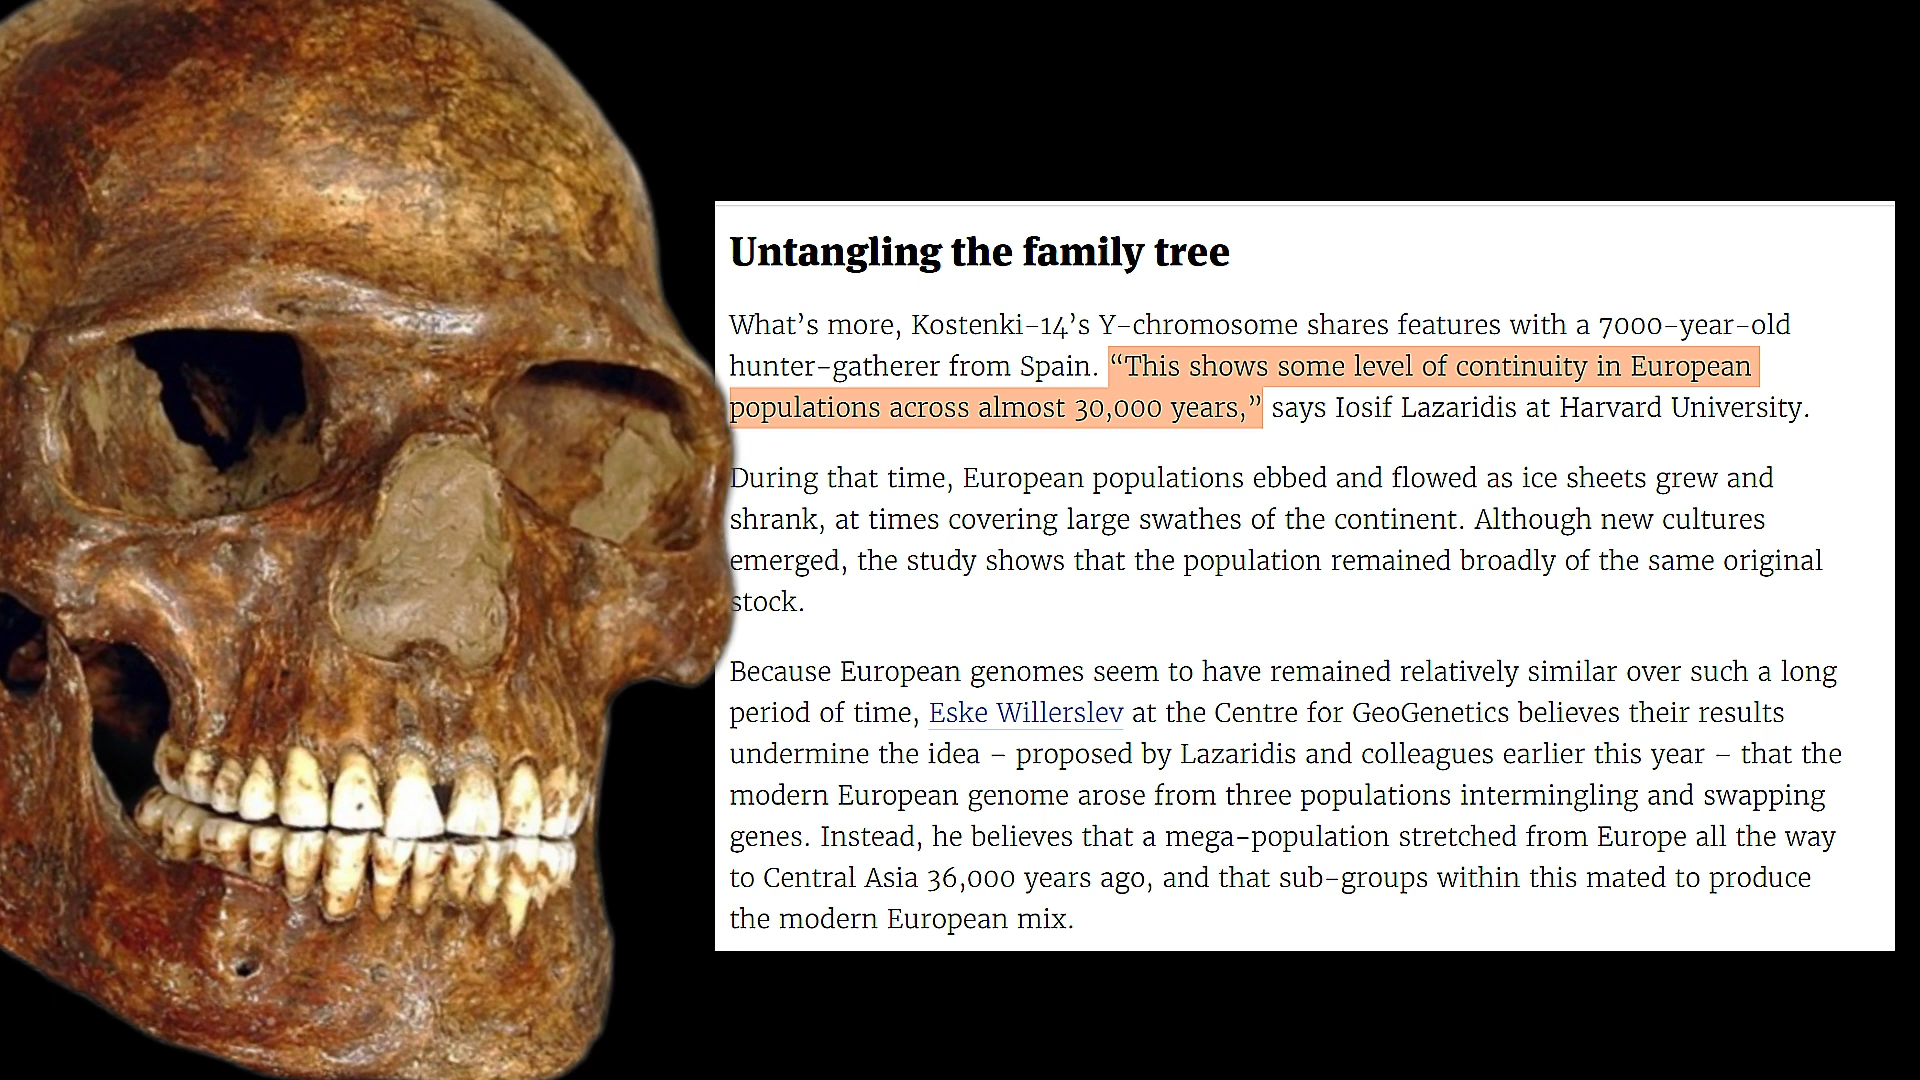 Untangling the family tree
What’s more, Kostenki-14’s Y-chromosome shares features with a 7000-year-old
hunter-gatherer from Spain. “This shows some level of continuity in European
populations across almost 30,000 years,” says Iosif Lazaridis at Harvard University.
During that time, European populations ebbed and flowed as ice sheets grew and
shrank, at times covering large swathes of the continent. Although new cultures
emerged, the study shows that the population remained broadly of the same original
stock.
Because European genomes seem to have remained relatively similar over such a long
period of time, Eske Willerslev at the Centre for GeoGenetics believes their results
undermine the idea – proposed by Lazaridis and colleagues earlier this year – that the
modern European genome arose from three populations intermingling and swapping
genes. Instead, he believes that a mega-population stretched from Europe all the way
to Central Asia 36,000 years ago, and that sub-groups within this mated to produce
the modern European mix.